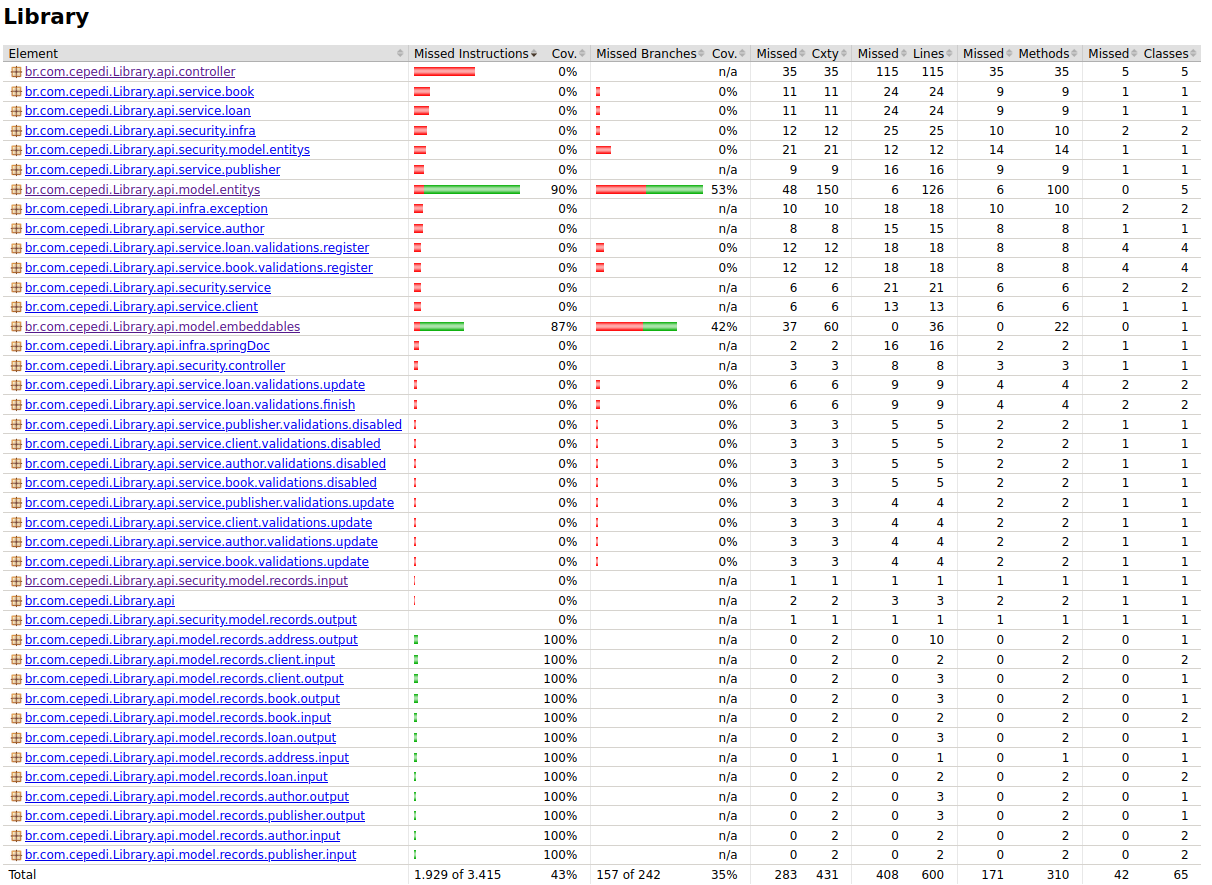 Library
Element Missed Instructions Cov. Missed Branches Cov. Missed Cxty Missed Lines Missed Methods Missed Classes
br.com.cepedi.Library.api.controller 0% n/a 35 35 115 115 35 35 5 5
br.com.cepedi.Library.api.service.book 0% 0% 11 11 24 24 9 9 1 1
br.com.cepedi.Library.api.service.loan 0% 0% 11 11 24 24 9 9 1 1
br.com.cepedi.Library.api.security.infra 0% 0% 12 12 25 25 10 10 2 2
br.com.cepedi.Library.api.security.model.entitys 0% 0% 21 21 12 12 14 14 1 1
br.com.cepedi.Library.api.service.publisher 0% n/a 9 9 16 16 9 9 1 1
br.com.cepedi.Library.api.model.entitys 90% 53% 48 150 6 126 6 100 0 5
br.com.cepedi.Library.api.infra.exception 0% n/a 10 10 18 18 10 10 2 2
br.com.cepedi.Library.api.service.author 0% n/a 8 8 15 15 8 8 1 1
br.com.cepedi.Library.api.service.loan.validations.register 0% 0% 12 12 18 18 8 8 4 4
br.com.cepedi.Library.api.service.book.validations.register 0% 0% 12 12 18 18 8 8 4 4
br.com.cepedi.Library.api.security.service 0% n/a 6 6 21 21 6 6 2 2
br.com.cepedi.Library.api.service.client 0% n/a 6 6 13 13 6 6 1 1
br.com.cepedi.Library.api.model.embeddables 87% 42% 37 60 0 36 0 22 0 1
br.com.cepedi.Library.api.infra.springDoc 0% n/a 2 2 16 16 2 2 1 1
br.com.cepedi.Library.api.security.controller 0% n/a 3 3 8 8 3 3 1 1
br.com.cepedi.Library.api.service.loan.validations.update 0% 0% 6 6 9 9 4 4 2 2
br.com.cepedi.Library.api.service.loan.validations.finish 0% 0% 6 6 9 9 4 4 2 2
br.com.cepedi.Library.api.service.publisher.validations.disabled 0% 0% 3 3 5 5 2 2 1 1
br.com.cepedi.Library.api.service.client.validations.disabled 0% 0% 3 3 5 5 2 2 1 1
br.com.cepedi.Library.api.service.author.validations.disabled 0% 0% 3 3 5 5 2 2 1 1
br.com.cepedi.Library.api.service.book.validations.disabled 0% 0% 3 3 5 5 2 2 1 1
br.com.cepedi.Library.api.service.publisher.validations.update 0% 0% 3 3 4 4 2 2 1 1
br.com.cepedi.Library.api.service.client.validations.update 0% 0% 3 3 4 4 2 2 1 1
br.com.cepedi.Library.api.service.author.validations.update 0% 0% 3 3 4 4 2 2 1 1
br.com.cepedi.Library.api.service.book.validations.update 0% 0% 3 3 4 4 2 2 1 1
br.com.cepedi.Library.api.security.model.records.input 0% n/a 1 1 1 1 1 1 1 1
br.com.cepedi.Library.api 0% n/a 2 2 3 3 2 2 1 1
br.com.cepedi.Library.api.security.model.records.output 0% n/a 1 1 1 1 1 1 1 1
br.com.cepedi.Library.api.model.records.address.output 100% n/a 0 2 0 10 0 2 0 1
br.com.cepedi.Library.api.model.records.client.input 100% n/a 0 2 0 2 0 2 0 2
br.com.cepedi.Library.api.model.records.client.output 100% n/a 0 2 0 3 0 2 0 1
br.com.cepedi.Library.api.model.records.book.output 100% n/a 0 2 0 3 0 2 0 1
br.com.cepedi.Library.api.model.records.book.input 100% n/a 0 2 0 2 0 2 0 2
br.com.cepedi.Library.api.model.records.loan.output 100% n/a 0 2 0 3 0 2 0 1
br.com.cepedi.Library.api.model.records.address.input 100% n/a 0 1 0 1 0 1 0 1
br.com.cepedi.Library.api.model.records.loan.input 100% n/a 0 2 0 2 0 2 0 2
br.com.cepedi.Library.api.model.records.author.output 100% n/a 0 2 0 3 0 2 0 1
br.com.cepedi.Library.api.model.records.publisher.output 100% n/a 0 2 0 3 0 2 0 1
br.com.cepedi.Library.api.model.records.author.input 100% n/a 0 2 0 2 0 2 0 2
br.com.cepedi.Library.api.model.records.publisher.input 100% n/a 0 2 0 2 0 2 0 2
Total 1.929 of 3.415 43% 157 of 242 35% 283 431 408 600 171 310 42 65